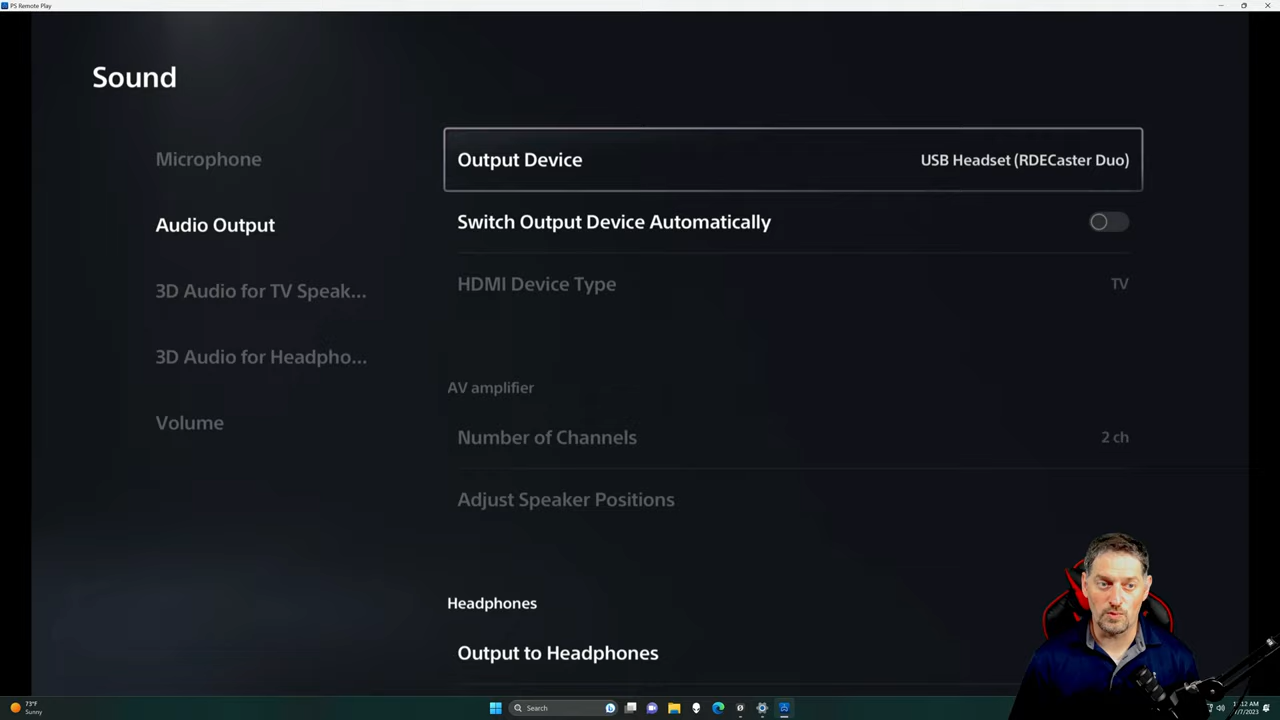 PS Remote Play
Sound
Microphone
Audio Output
3D Audio for TV Speak...
3D Audio for Headpho...
Volume
Output Device
USB Headset (RDECaster Duo)
Switch Output Device Automatically
HDMI Device Type
TV
AV amplifier
Number of Channels
2 ch
Adjust Speaker Positions
Headphones
Output to Headphones
73°F
Sunny
Search